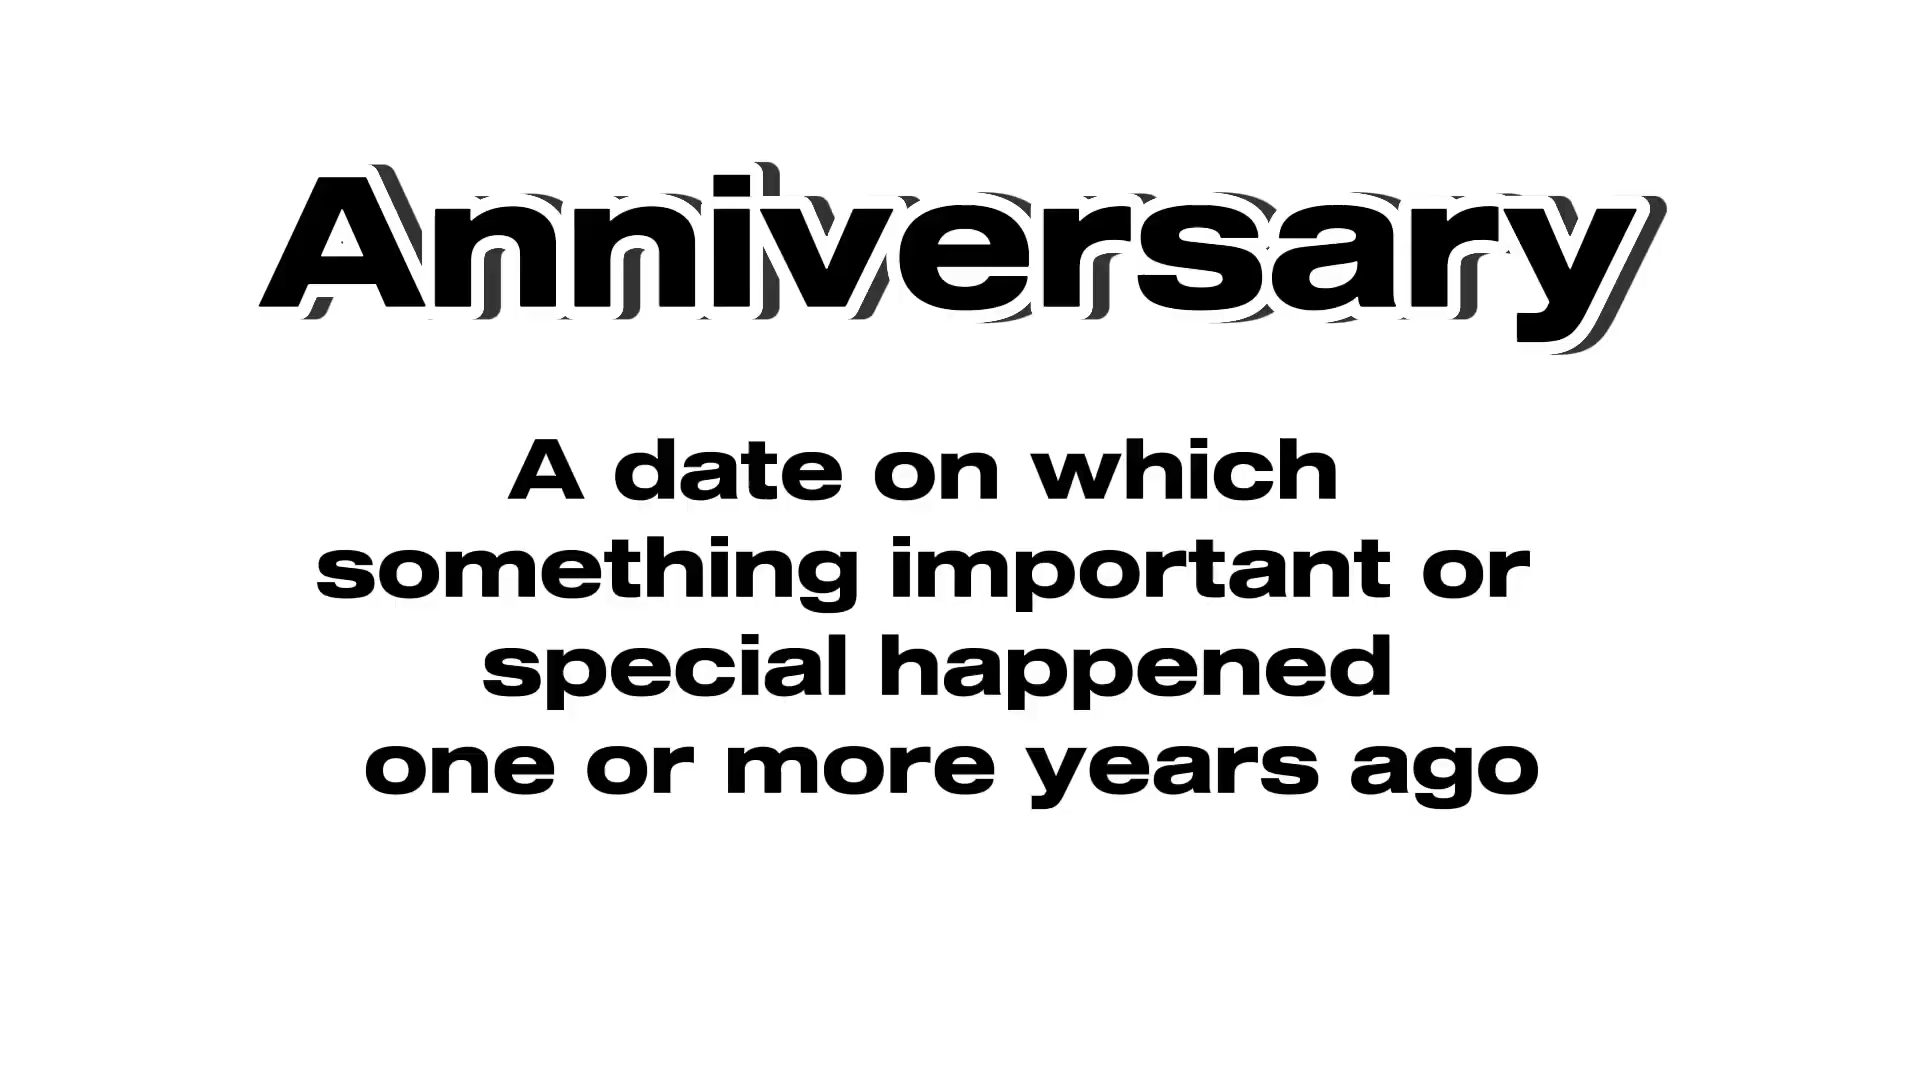 Anniversary
A date on which
something important or
special happened
one or more years ago